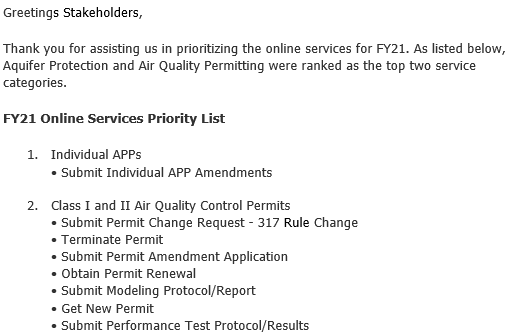 Greetings Stakeholders,
Thank you for assisting us in prioritizing the online services for FY21. As listed below,
Aquifer Protection and Air Quality Permitting were ranked as the top two service
categories.
FY21 Online Services Priority List
1. Individual APPs
• Submit Individual APP Amendments
2. Class I and II Air Quality Control Permits
• Submit Permit Change Request - 317 Rule Change
• Terminate Permit
• Submit Permit Amendment Application
• Obtain Permit Renewal
• Submit Modeling Protocol/Report
• Get New Permit
• Submit Performance Test Protocol/Results